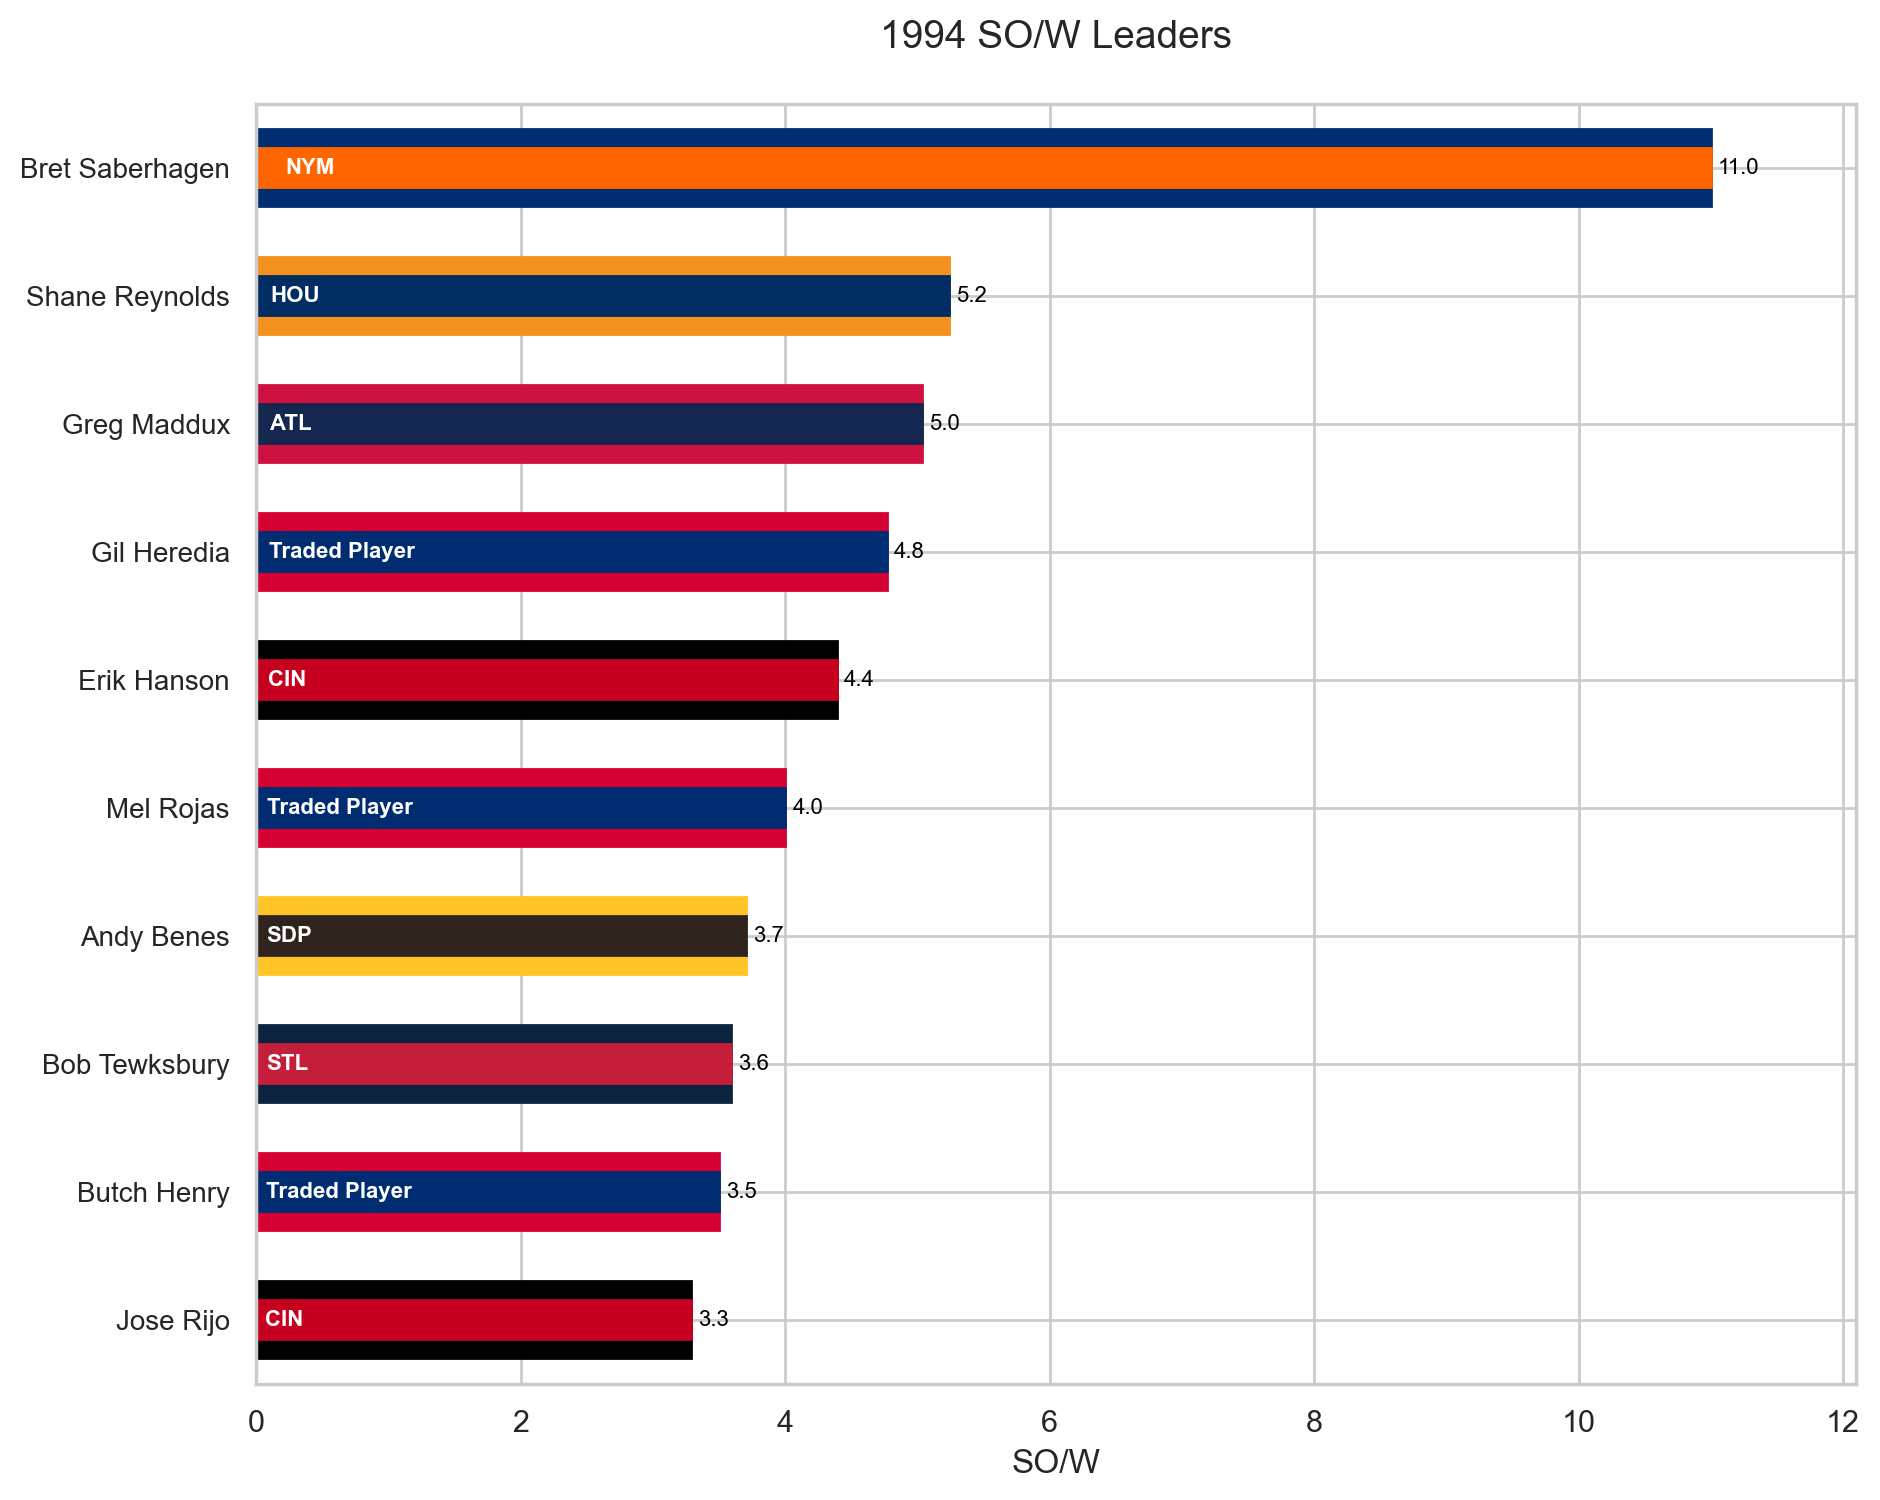 1994 SO/W Leaders
Bret Saberhagen NYM 11.0
Shane Reynolds HOU 5.2
Greg Maddux ATL 5.0
Gil Heredia Traded Player 4.8
Erik Hanson CIN 4.4
Mel Rojas Traded Player 4.0
Andy Benes SDP 3.7
Bob Tewksbury STL 3.6
Butch Henry Traded Player 3.5
Jose Rijo CIN 3.3
0 2 4 6 8 10 12
SO/W